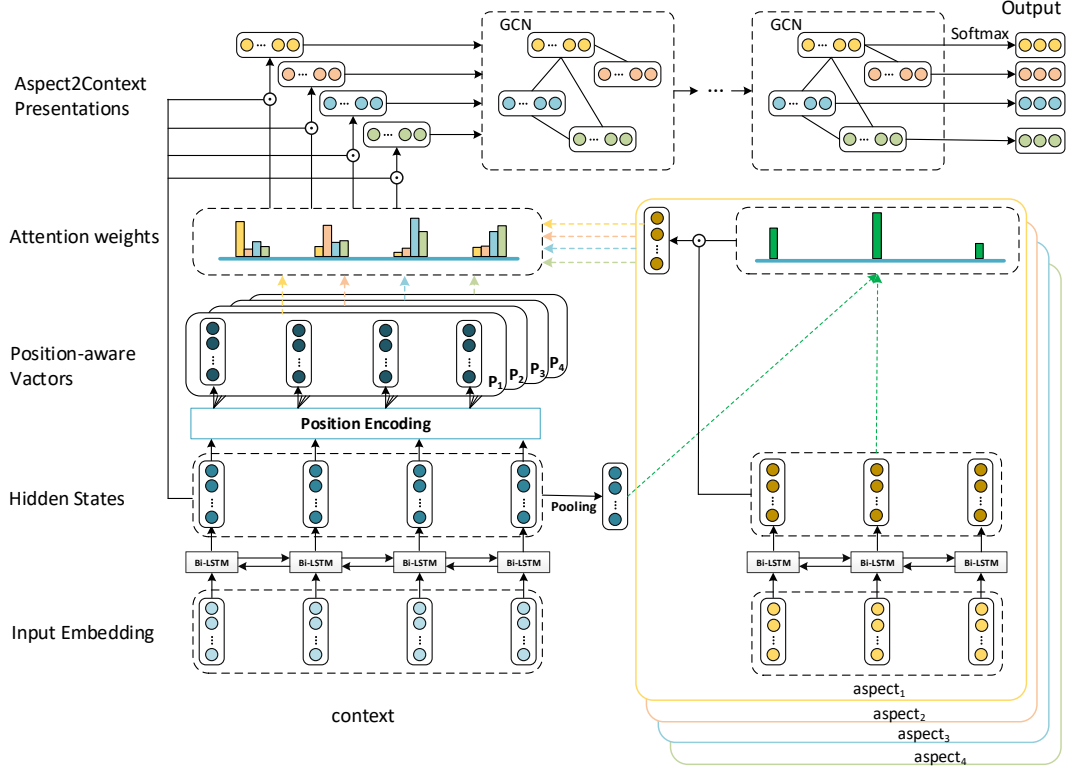 Output
GCN
GCN
Softmax
Aspect2Context
Presentations
Attention weights
Position-aware
Vactors
P₁
P₂
P₃
P₄
Position Encoding
Hidden States
Pooling
Bi-LSTM
Bi-LSTM
Bi-LSTM
Bi-LSTM
Bi-LSTM
Bi-LSTM
Bi-LSTM
Input Embedding
context
aspect₁
aspect₂
aspect₃
aspect₄